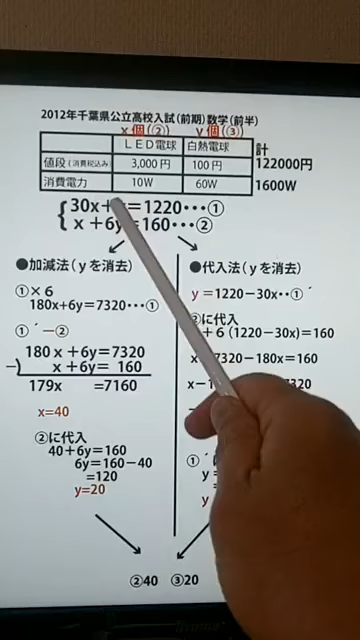 2012年千葉県公立高校入試(前期)数学(前半)
x個(②) y個(③)
LED電球 白熱電球 計
値段(消費税込み) 3,000円 100円 122000円
消費電力 10W 60W 1600W
30x+ =1220・・・①
x+6y=160・・・②
●加減法(yを消去)
①×6
180x+6y=7320・・・①´
①´−②
180x+6y=7320
−) x+6y= 160
179x =7160
x=40
②に代入
40+6y=160
6y=160−40
=120
y=20
●代入法(yを消去)
y=1220−30x・・①´
②に代入
+6(1220−30x)=160
x 7320−180x=160
x−1 7320
①´
y=
y
②40 ③20